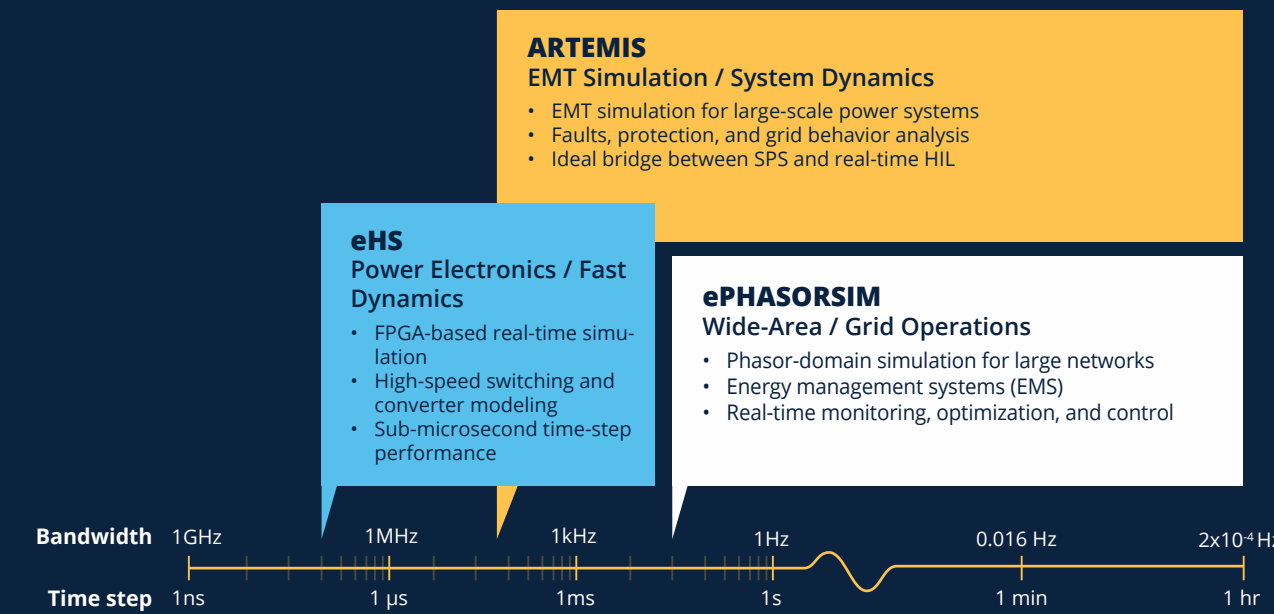 ARTEMIS
EMT Simulation / System Dynamics
• EMT simulation for large-scale power systems
• Faults, protection, and grid behavior analysis
• Ideal bridge between SPS and real-time HIL
eHS
Power Electronics / Fast
Dynamics
• FPGA-based real-time simu-
lation
• High-speed switching and
converter modeling
• Sub-microsecond time-step
performance
ePHASORSIM
Wide-Area / Grid Operations
• Phasor-domain simulation for large networks
• Energy management systems (EMS)
• Real-time monitoring, optimization, and control
Bandwidth 1GHz 1MHz 1kHz 1Hz 0.016 Hz 2x10⁻⁴ Hz
Time step 1ns 1 µs 1ms 1s 1 min 1 hr